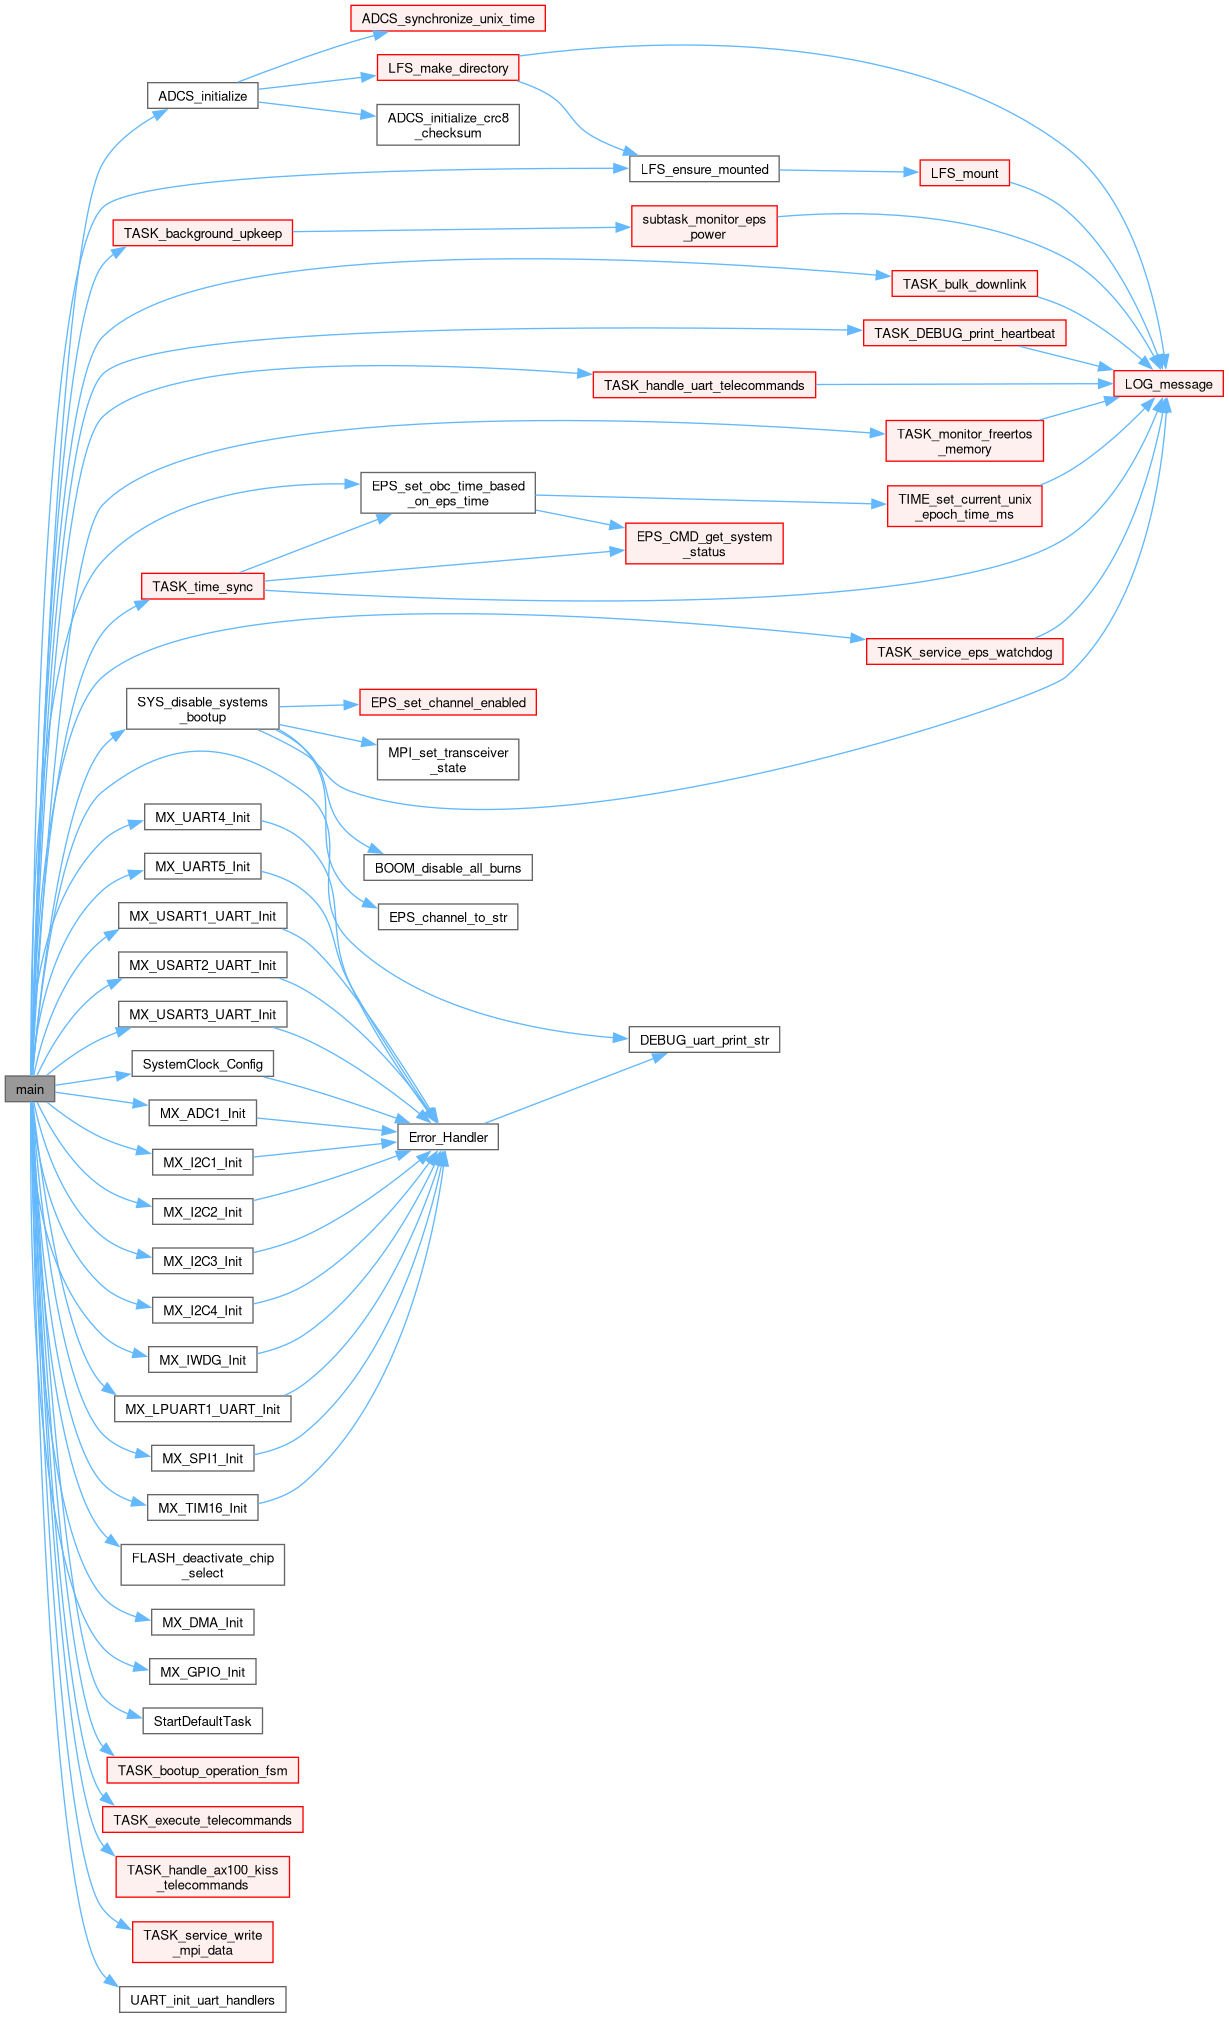 ADCS_synchronize_unix_time
LFS_make_directory
ADCS_initialize
ADCS_initialize_crc8
_checksum
LFS_ensure_mounted
LFS_mount
TASK_background_upkeep
subtask_monitor_eps
_power
TASK_bulk_downlink
TASK_DEBUG_print_heartbeat
TASK_handle_uart_telecommands
LOG_message
TASK_monitor_freertos
_memory
EPS_set_obc_time_based
_on_eps_time
TIME_set_current_unix
_epoch_time_ms
EPS_CMD_get_system
_status
TASK_time_sync
TASK_service_eps_watchdog
SYS_disable_systems
_bootup
EPS_set_channel_enabled
MPI_set_transceiver
_state
MX_UART4_Init
MX_UART5_Init
BOOM_disable_all_burns
MX_USART1_UART_Init
EPS_channel_to_str
MX_USART2_UART_Init
MX_USART3_UART_Init
DEBUG_uart_print_str
SystemClock_Config
main
MX_ADC1_Init
Error_Handler
MX_I2C1_Init
MX_I2C2_Init
MX_I2C3_Init
MX_I2C4_Init
MX_IWDG_Init
MX_LPUART1_UART_Init
MX_SPI1_Init
MX_TIM16_Init
FLASH_deactivate_chip
_select
MX_DMA_Init
MX_GPIO_Init
StartDefaultTask
TASK_bootup_operation_fsm
TASK_execute_telecommands
TASK_handle_ax100_kiss
_telecommands
TASK_service_write
_mpi_data
UART_init_uart_handlers